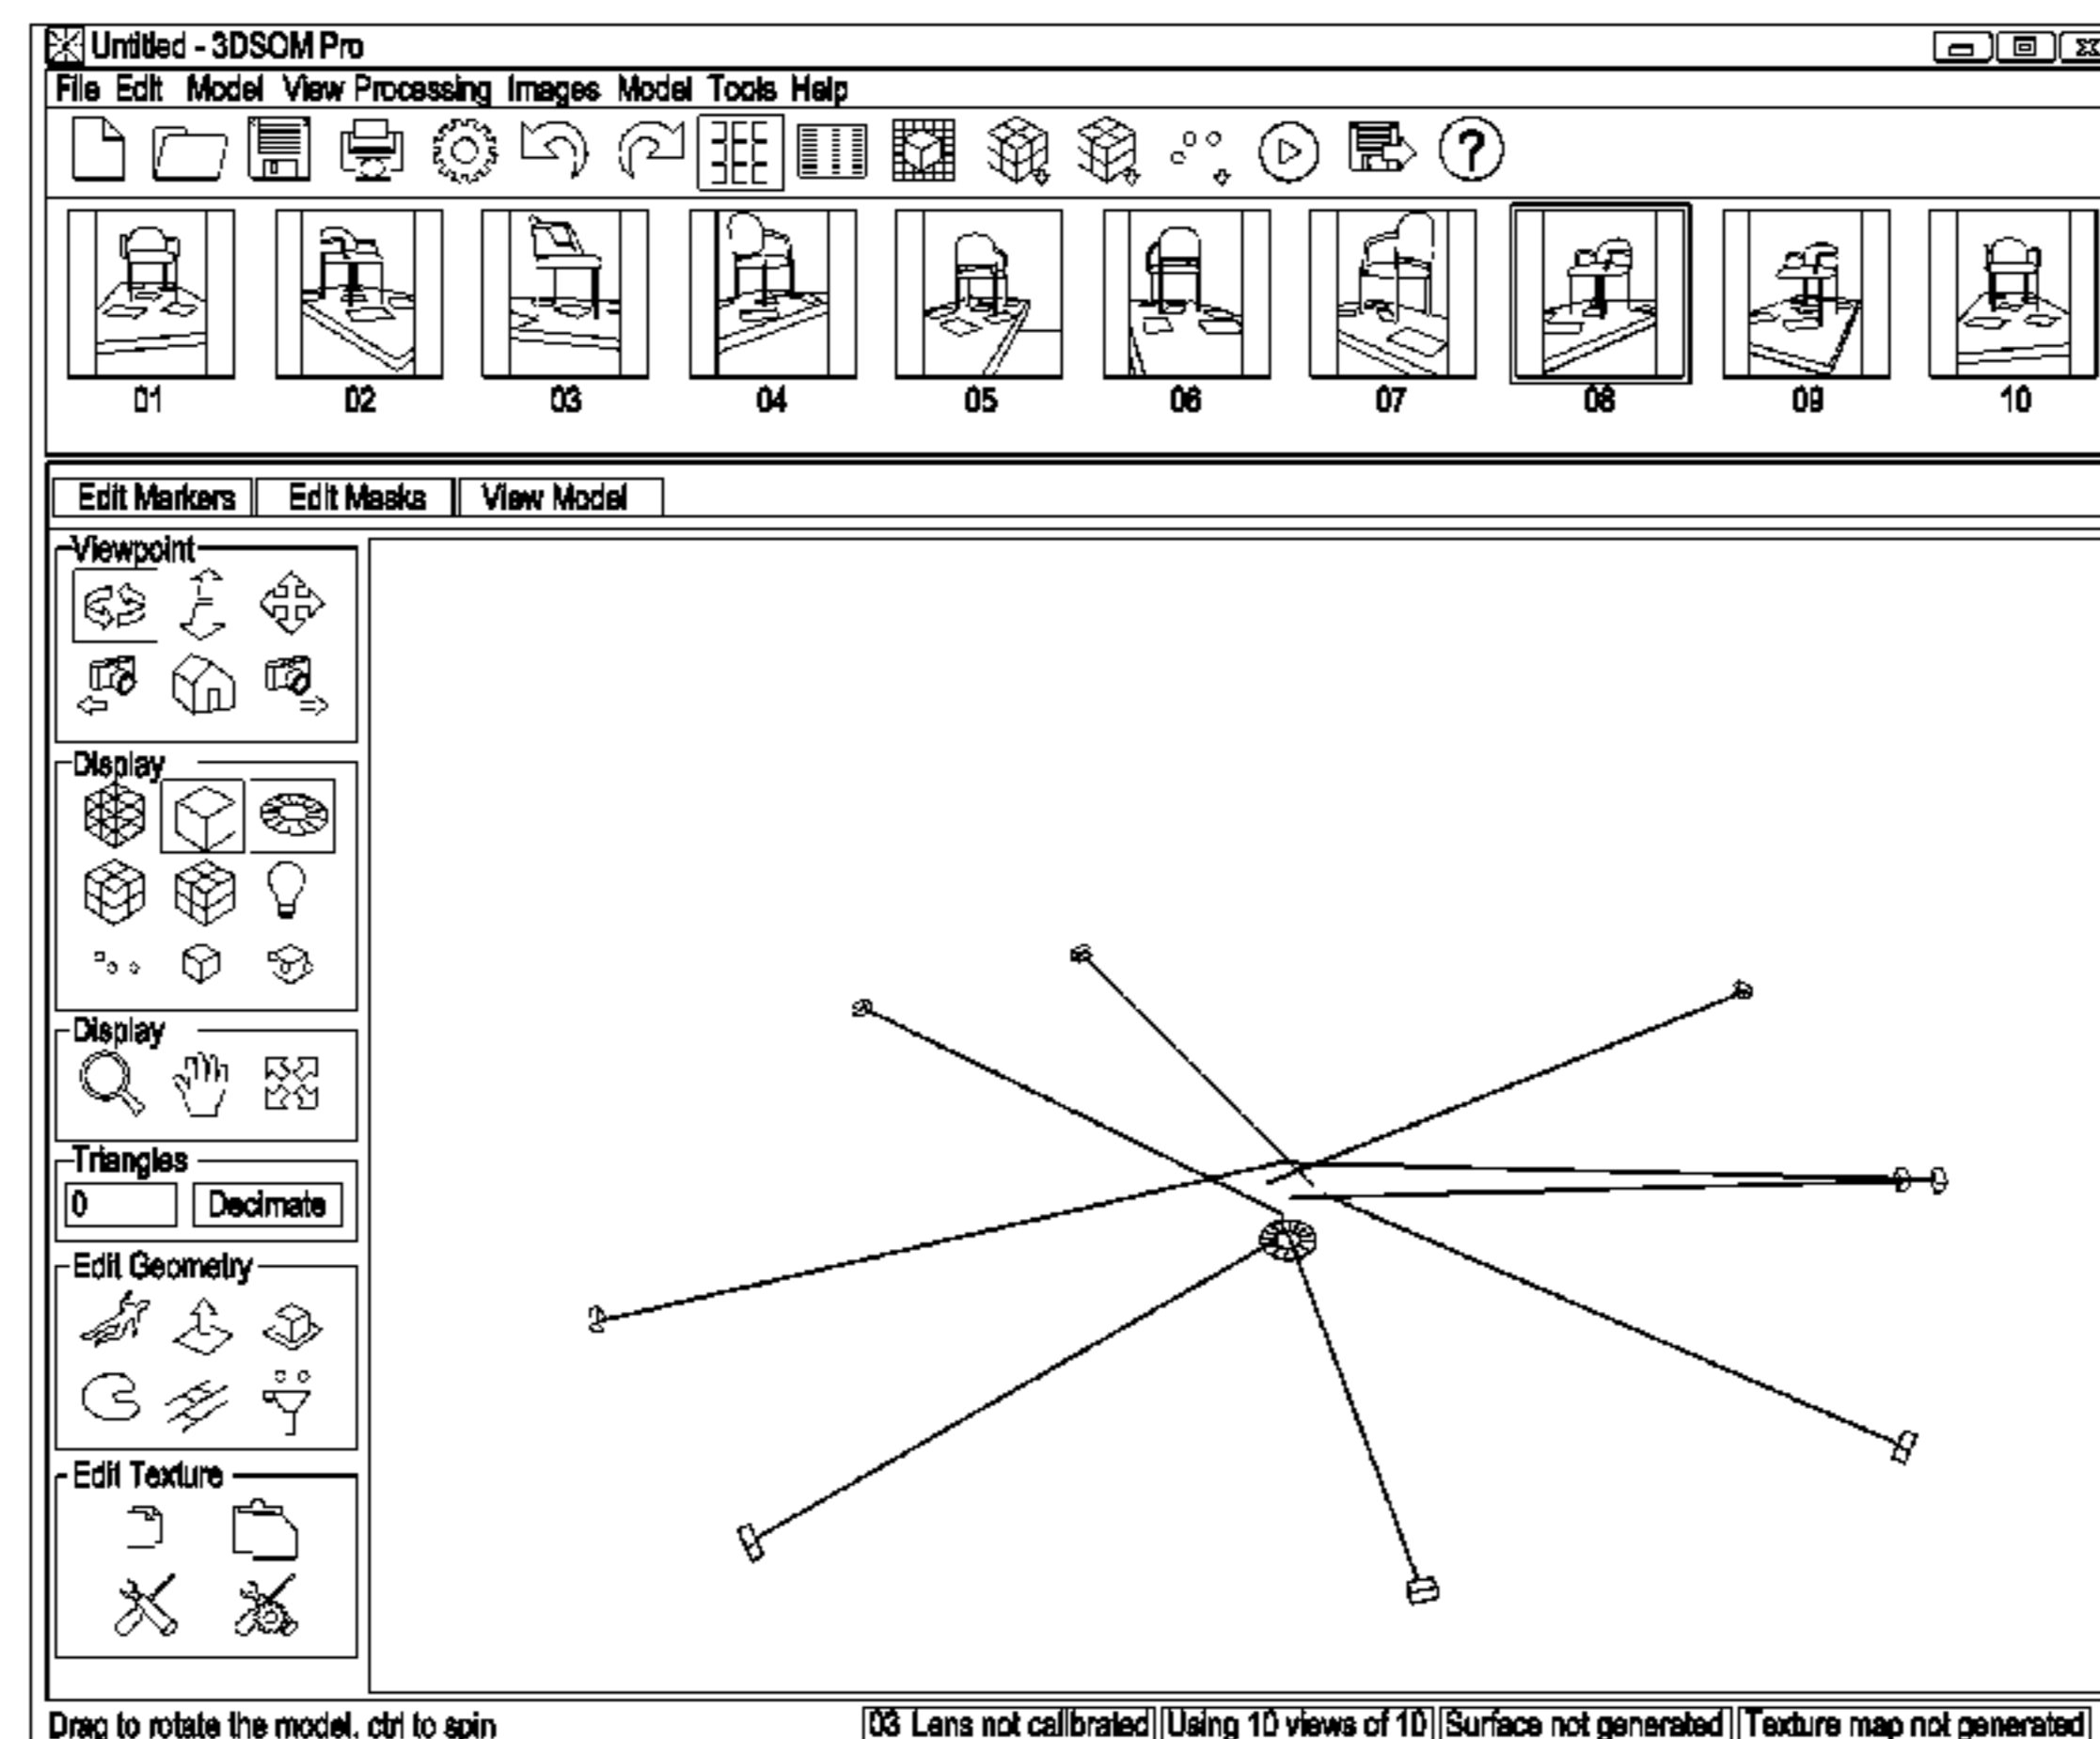 Untitled - 3DSOM Pro
File Edit Model View Processing Images Model Tools Help
?
01 02 03 04 05 06 07 08 09 10
Edit Markers Edit Masks View Model
Viewpoint
Display
Display
Triangles
0 Decimate
Edit Geometry
Edit Texture
Drag to rotate the model, ctrl to spin 03 Lens not calibrated Using 10 views of 10 Surface not generated Texture map not generated